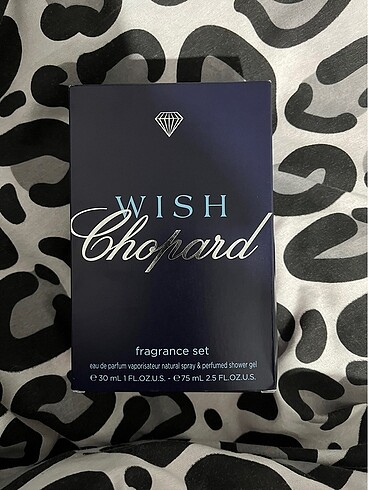 WISH
Chopard
fragrance set
eau de parfum vaporisateur natural spray & perfumed shower gel
℮ 30 mL 1 FL.OZ.U.S. - ℮ 75 mL 2.5 FL.OZ.U.S.